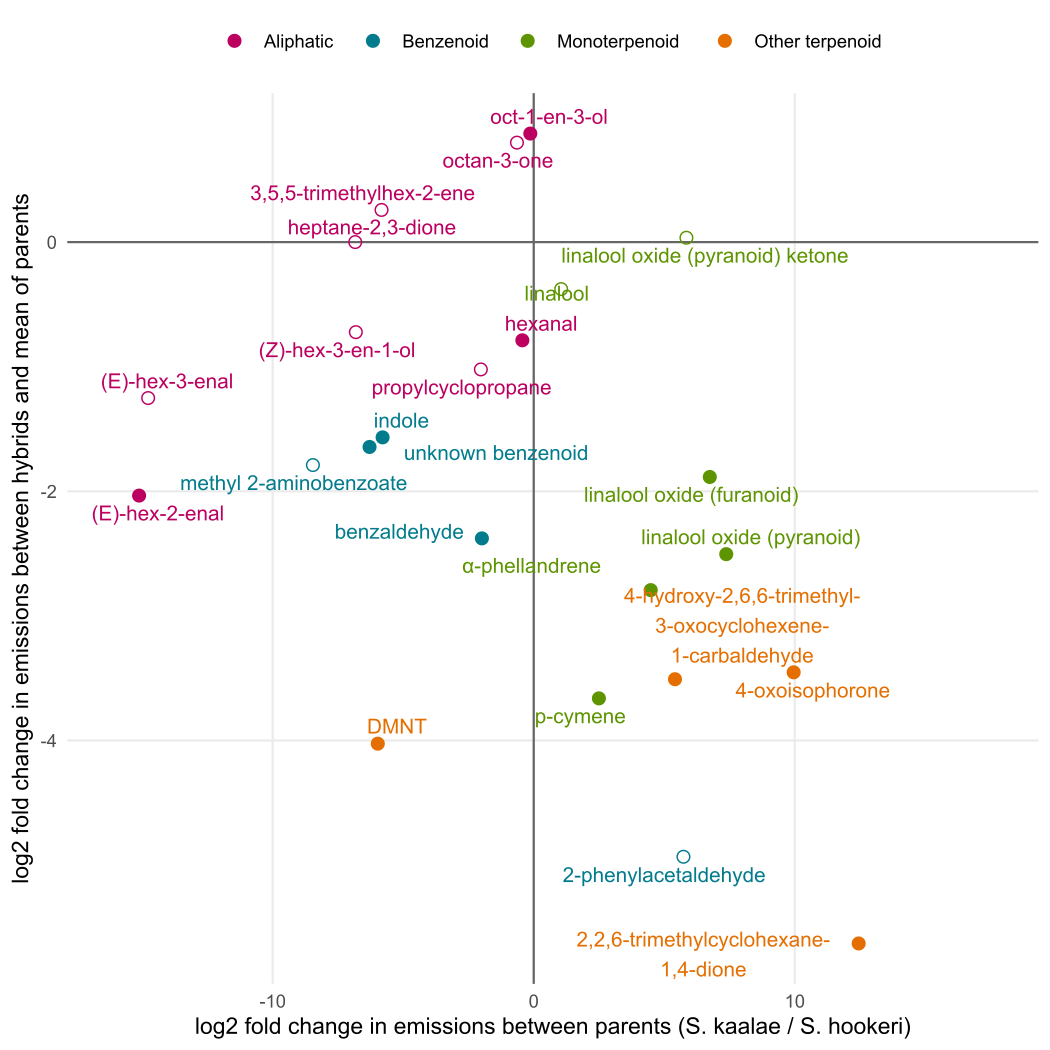 Aliphatic Benzenoid Monoterpenoid Other terpenoid
oct-1-en-3-ol
octan-3-one
3,5,5-trimethylhex-2-ene
heptane-2,3-dione
0
linalool oxide (pyranoid) ketone
linalool
hexanal
(Z)-hex-3-en-1-ol
(E)-hex-3-enal
propylcyclopropane
indole
unknown benzenoid
methyl 2-aminobenzoate
-2
linalool oxide (furanoid)
(E)-hex-2-enal
benzaldehyde
linalool oxide (pyranoid)
α-phellandrene
4-hydroxy-2,6,6-trimethyl-
3-oxocyclohexene-
1-carbaldehyde
4-oxoisophorone
p-cymene
DMNT
-4
2-phenylacetaldehyde
2,2,6-trimethylcyclohexane-
1,4-dione
-10 0 10
log2 fold change in emissions between parents (S. kaalae / S. hookeri)
log2 fold change in emissions between hybrids and mean of parents